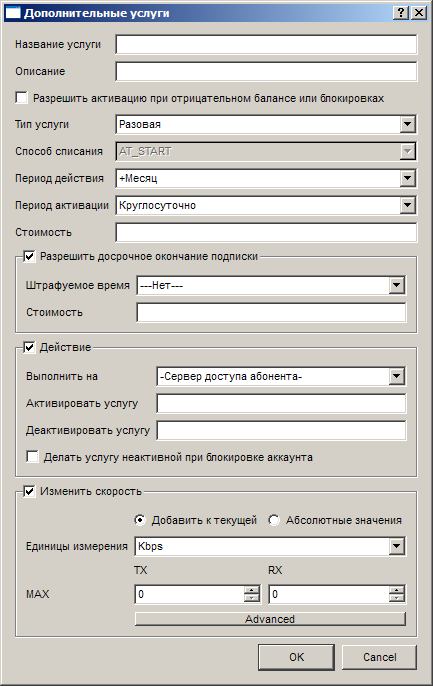 Дополнительные услуги
Название услуги
Описание
Разрешить активацию при отрицательном балансе или блокировках
Тип услуги Разовая
Способ списания AT_START
Период действия +Месяц
Период активации Круглосуточно
Стоимость
Разрешить досрочное окончание подписки
Штрафуемое время ---Нет---
Стоимость
Действие
Выполнить на -Сервер доступа абонента-
Активировать услугу
Деактивировать услугу
Делать услугу неактивной при блокировке аккаунта
Изменить скорость
Добавить к текущей Абсолютные значения
Единицы измерения Kbps
TX RX
MAX 0 0
Advanced
OK Cancel